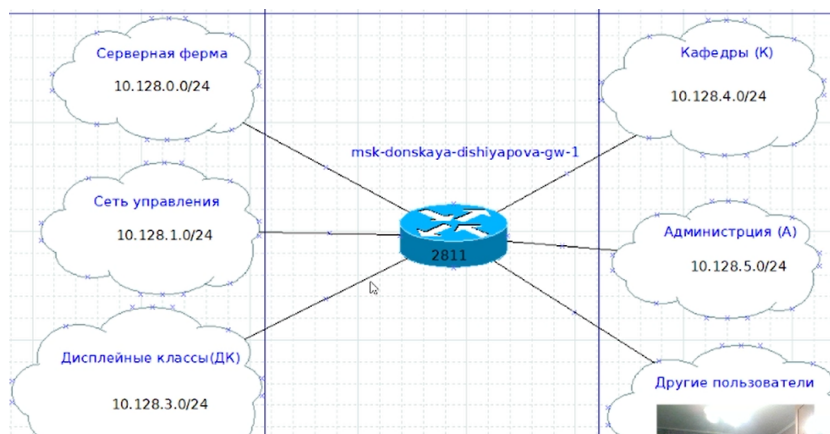 Серверная ферма
10.128.0.0/24
Сеть управления
10.128.1.0/24
Дисплейные классы(ДК)
10.128.3.0/24
msk-donskaya-dishiyapova-gw-1
2811
Кафедры (К)
10.128.4.0/24
Администрция (А)
10.128.5.0/24
Другие пользователи